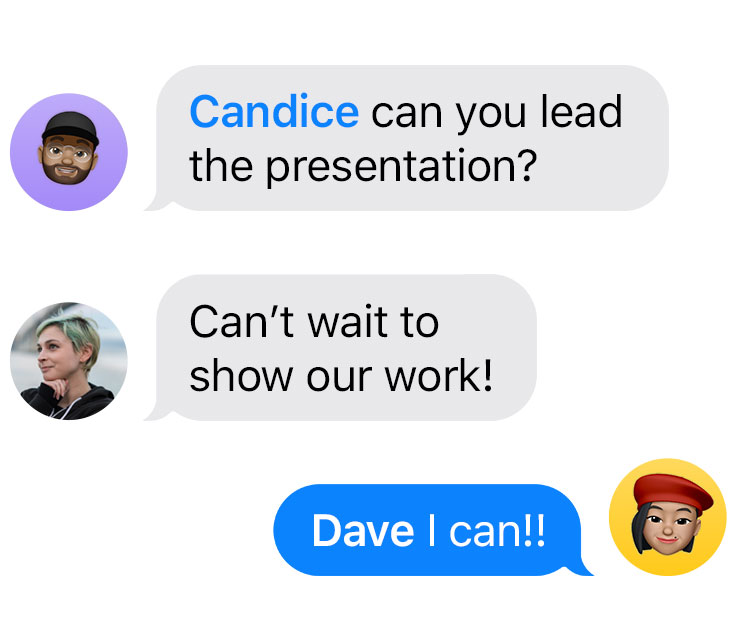 Candice can you lead
the presentation?
Can’t wait to
show our work!
Dave I can!!